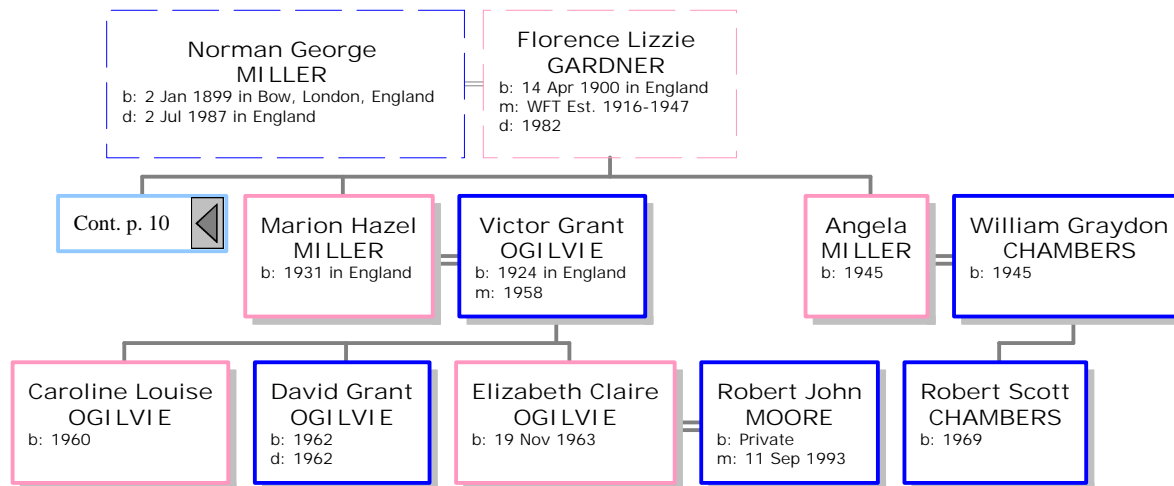 Norman George
MILLER
b: 2 Jan 1899 in Bow, London, England
d: 2 Jul 1987 in England
Florence Lizzie
GARDNER
b: 14 Apr 1900 in England
m: WFT Est. 1916-1947
d: 1982
Cont. p. 10
Marion Hazel
MILLER
b: 1931 in England
Victor Grant
OGILVIE
b: 1924 in England
m: 1958
Angela
MILLER
b: 1945
William Graydon
CHAMBERS
b: 1945
Caroline Louise
OGILVIE
b: 1960
David Grant
OGILVIE
b: 1962
d: 1962
Elizabeth Claire
OGILVIE
b: 19 Nov 1963
Robert John
MOORE
b: Private
m: 11 Sep 1993
Robert Scott
CHAMBERS
b: 1969